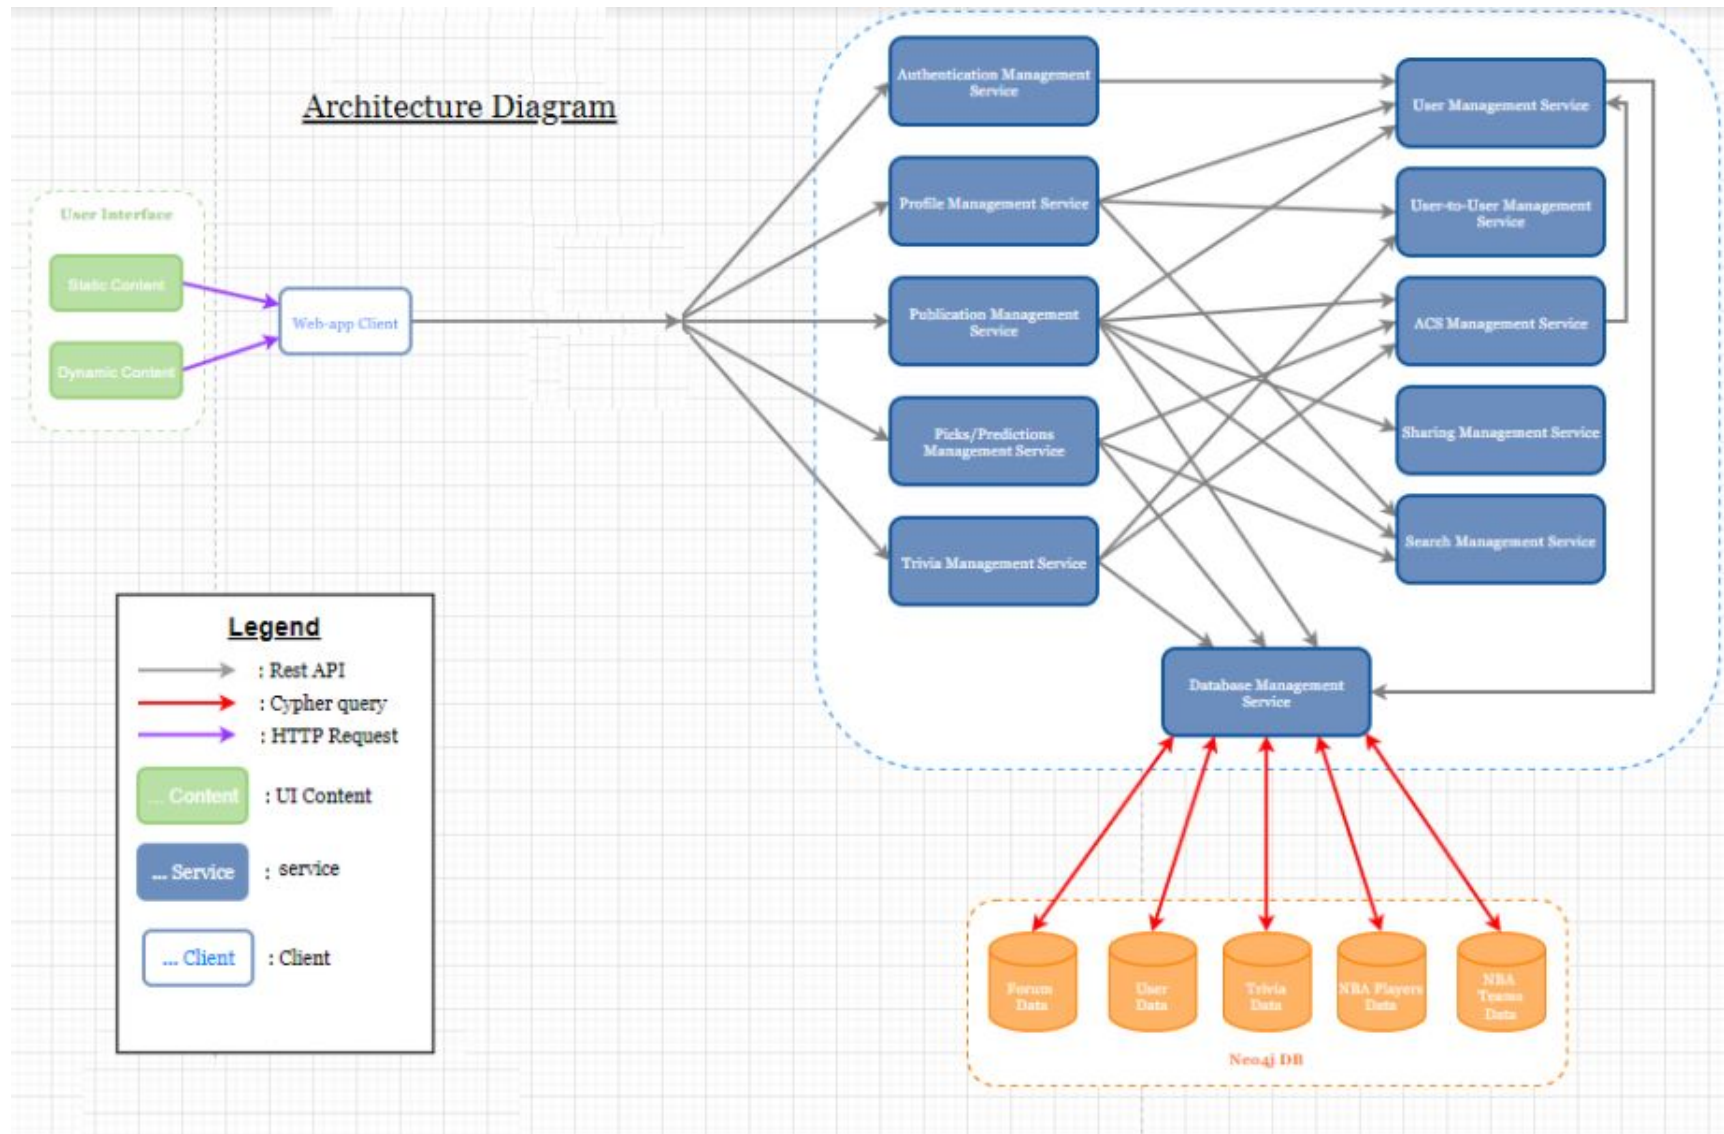 Architecture Diagram
User Interface
Static Content
Dynamic Content
Web-app Client
Authentication Management
Service
Profile Management Service
Publication Management
Service
Picks/Predictions
Management Service
Trivia Management Service
User Management Service
User-to-User Management
Service
ACS Management Service
Sharing Management Service
Search Management Service
Database Management
Service
Forum
Data
User
Data
Trivia
Data
NBA Players
Data
NBA
Teams
Data
Neo4j DB
Legend
: Rest API
: Cypher query
: HTTP Request
... Content
: UI Content
... Service
: service
... Client
: Client